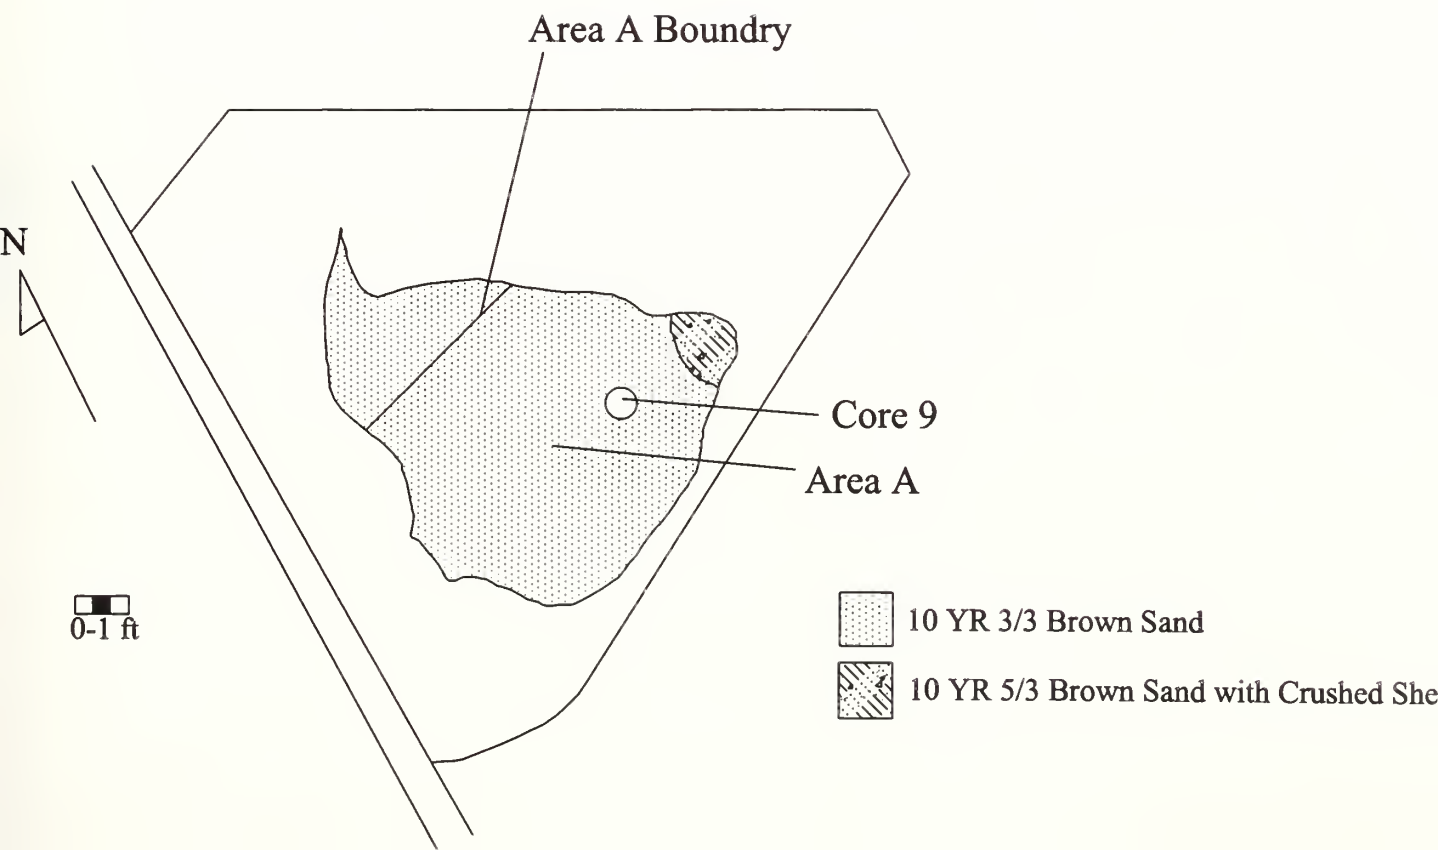 Area A Boundry
N
Core 9
Area A
0-1 ft
10 YR 3/3 Brown Sand
10 YR 5/3 Brown Sand with Crushed She